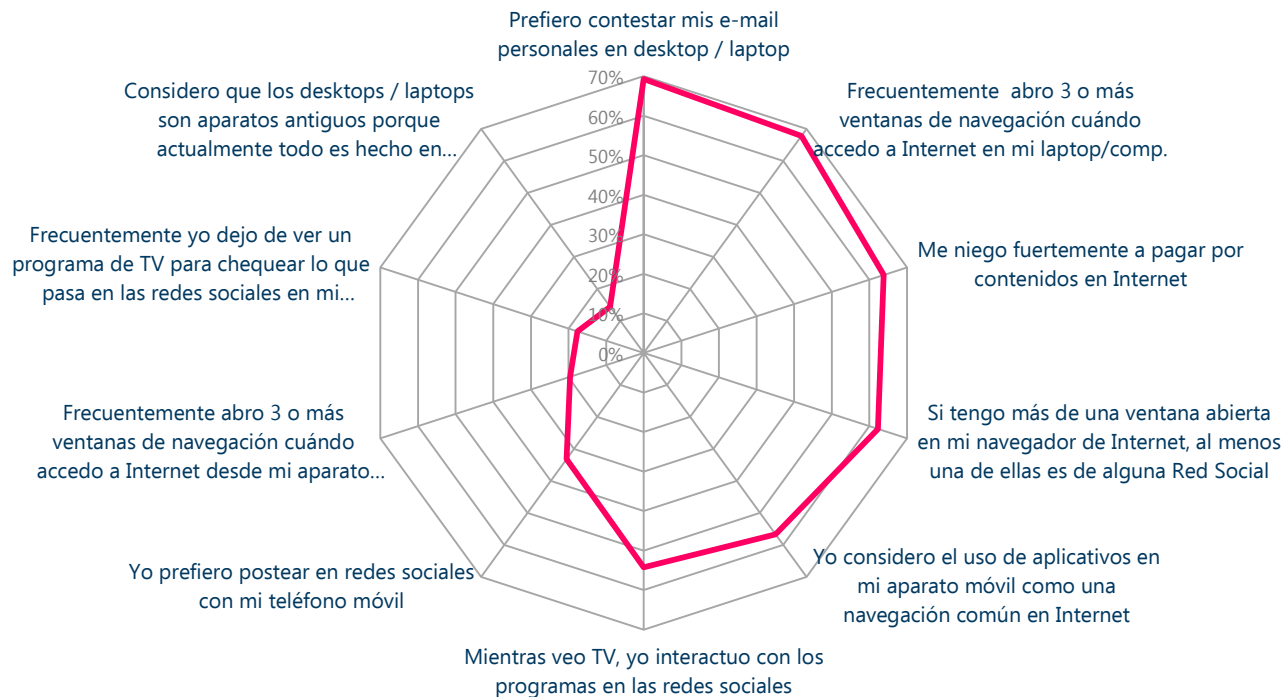 Prefiero contestar mis e-mail
personales en desktop / laptop
Frecuentemente abro 3 o más
ventanas de navegación cuándo
accedo a Internet en mi laptop/comp.
Me niego fuertemente a pagar por
contenidos en Internet
Si tengo más de una ventana abierta
en mi navegador de Internet, al menos
una de ellas es de alguna Red Social
Yo considero el uso de aplicativos en
mi aparato móvil como una
navegación común en Internet
Mientras veo TV, yo interactuo con los
programas en las redes sociales
Yo prefiero postear en redes sociales
con mi teléfono móvil
Frecuentemente abro 3 o más
ventanas de navegación cuándo
accedo a Internet desde mi aparato...
Frecuentemente yo dejo de ver un
programa de TV para chequear lo que
pasa en las redes sociales en mi...
Considero que los desktops / laptops
son aparatos antiguos porque
actualmente todo es hecho en...
70%
60%
50%
40%
30%
20%
10%
0%